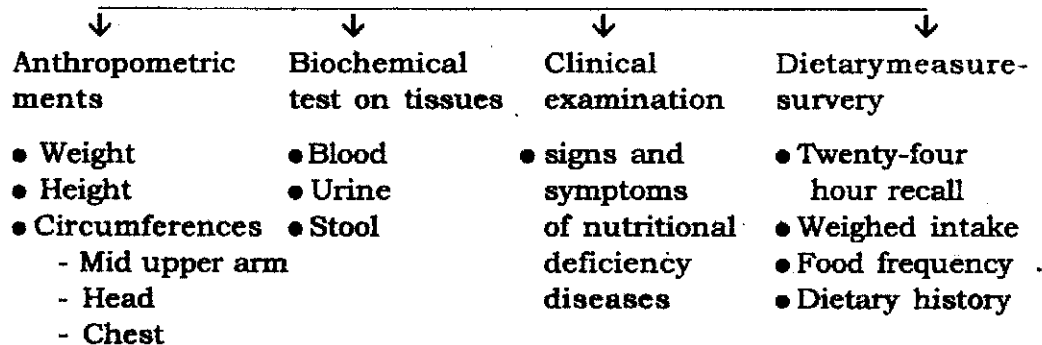 Anthropometric
ments
• Weight
• Height
• Circumferences
- Mid upper arm
- Head
- Chest
Biochemical
test on tissues
• Blood
• Urine
• Stool
Clinical
examination
• signs and
symptoms
of nutritional
deficiency
diseases
Dietarymeasure-
survery
• Twenty-four
hour recall
• Weighed intake
• Food frequency
• Dietary history